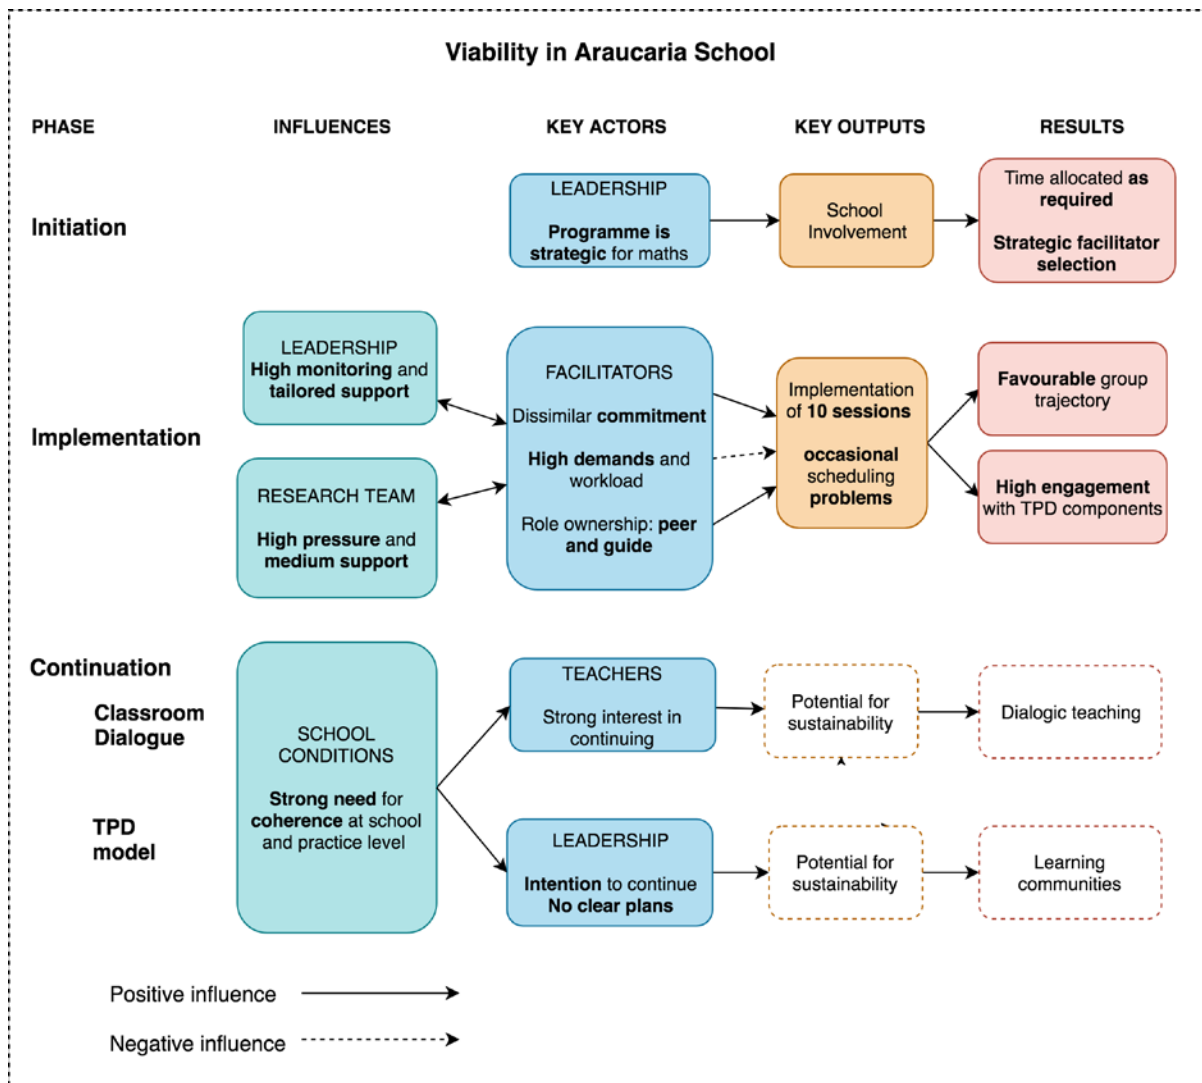 Viability in Araucaria School
PHASE
INFLUENCES
KEY ACTORS
KEY OUTPUTS
RESULTS
Initiation
LEADERSHIP
Programme is
strategic for maths
School
Involvement
Time allocated as
required
Strategic facilitator
selection
Implementation
LEADERSHIP
High monitoring and
tailored support
RESEARCH TEAM
High pressure and
medium support
FACILITATORS
Dissimilar commitment
High demands and
workload
Role ownership: peer
and guide
Implementation
of 10 sessions
occasional
scheduling
problems
Favourable group
trajectory
High engagement
with TPD components
Continuation
Classroom
Dialogue
TPD
model
SCHOOL
CONDITIONS
Strong need for
coherence at school
and practice level
TEACHERS
Strong interest in
continuing
Potential for
sustainability
Dialogic teaching
LEADERSHIP
Intention to continue
No clear plans
Potential for
sustainability
Learning
communities
Positive influence
Negative influence